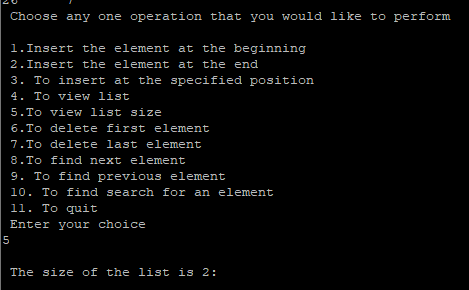 Choose any one operation that you would like to perform
1.Insert the element at the beginning
2.Insert the element at the end
3. To insert at the specified position
4. To view list
5.To view list size
6.To delete first element
7.To delete last element
8.To find next element
9. To find previous element
10. To find search for an element
11. To quit
Enter your choice
5
The size of the list is 2: